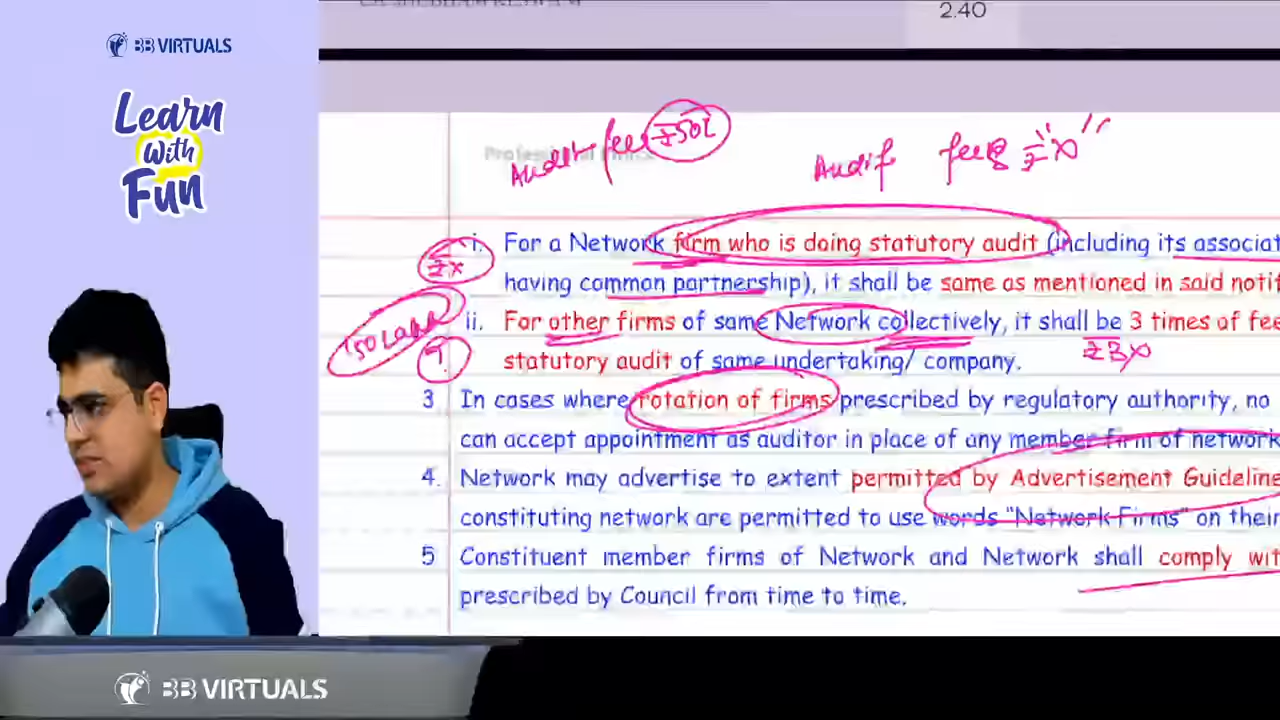 2.40
BB VIRTUALS
Learn
With
Fun
Audit fees ₹50L
Audit fees ₹"x"
i. For a Network firm who is doing statutory audit (including its associat
₹x
having common partnership), it shall be same as mentioned in said notif
ii. For other firms of same Network collectively, it shall be 3 times of fee
₹3x
statutory audit of same undertaking/ company.
?
3 In cases where rotation of firms prescribed by regulatory authority, no
can accept appointment as auditor in place of any member firm of network
4. Network may advertise to extent permitted by Advertisement Guideline
constituting network are permitted to use words "Network Firms" on their
5 Constituent member firms of Network and Network shall comply wit
prescribed by Council from time to time.
BB VIRTUALS